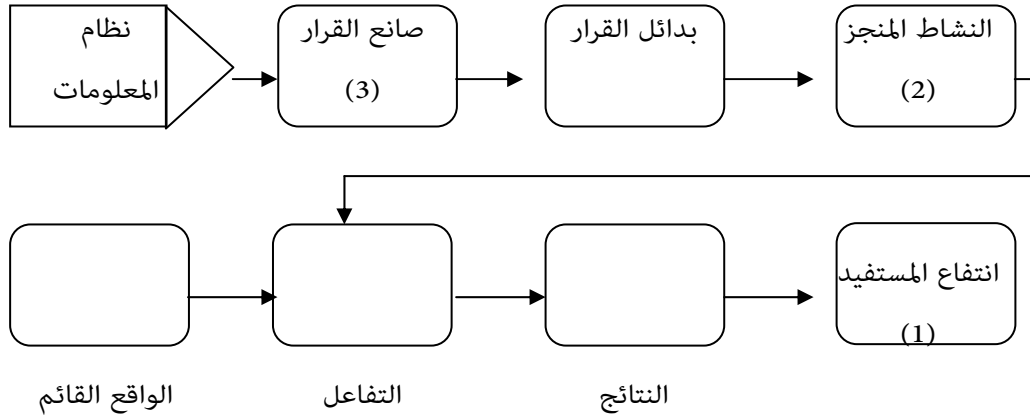 نظام
المعلومات
صانع القرار
(3)
بدائل القرار
النشاط المنجز
(2)
انتفاع المستفيد
(1)
الواقع القائم
التفاعل
النتائج